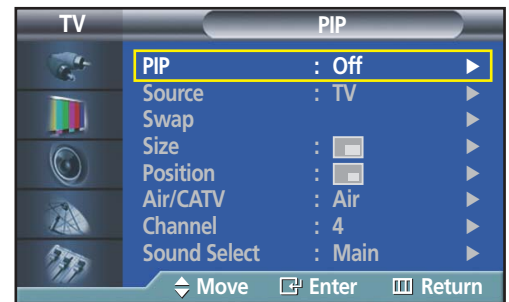 TV PIP
PIP : Off
Source : TV
Swap
Size :
Position :
Air/CATV : Air
Channel : 4
Sound Select : Main
Move Enter Return